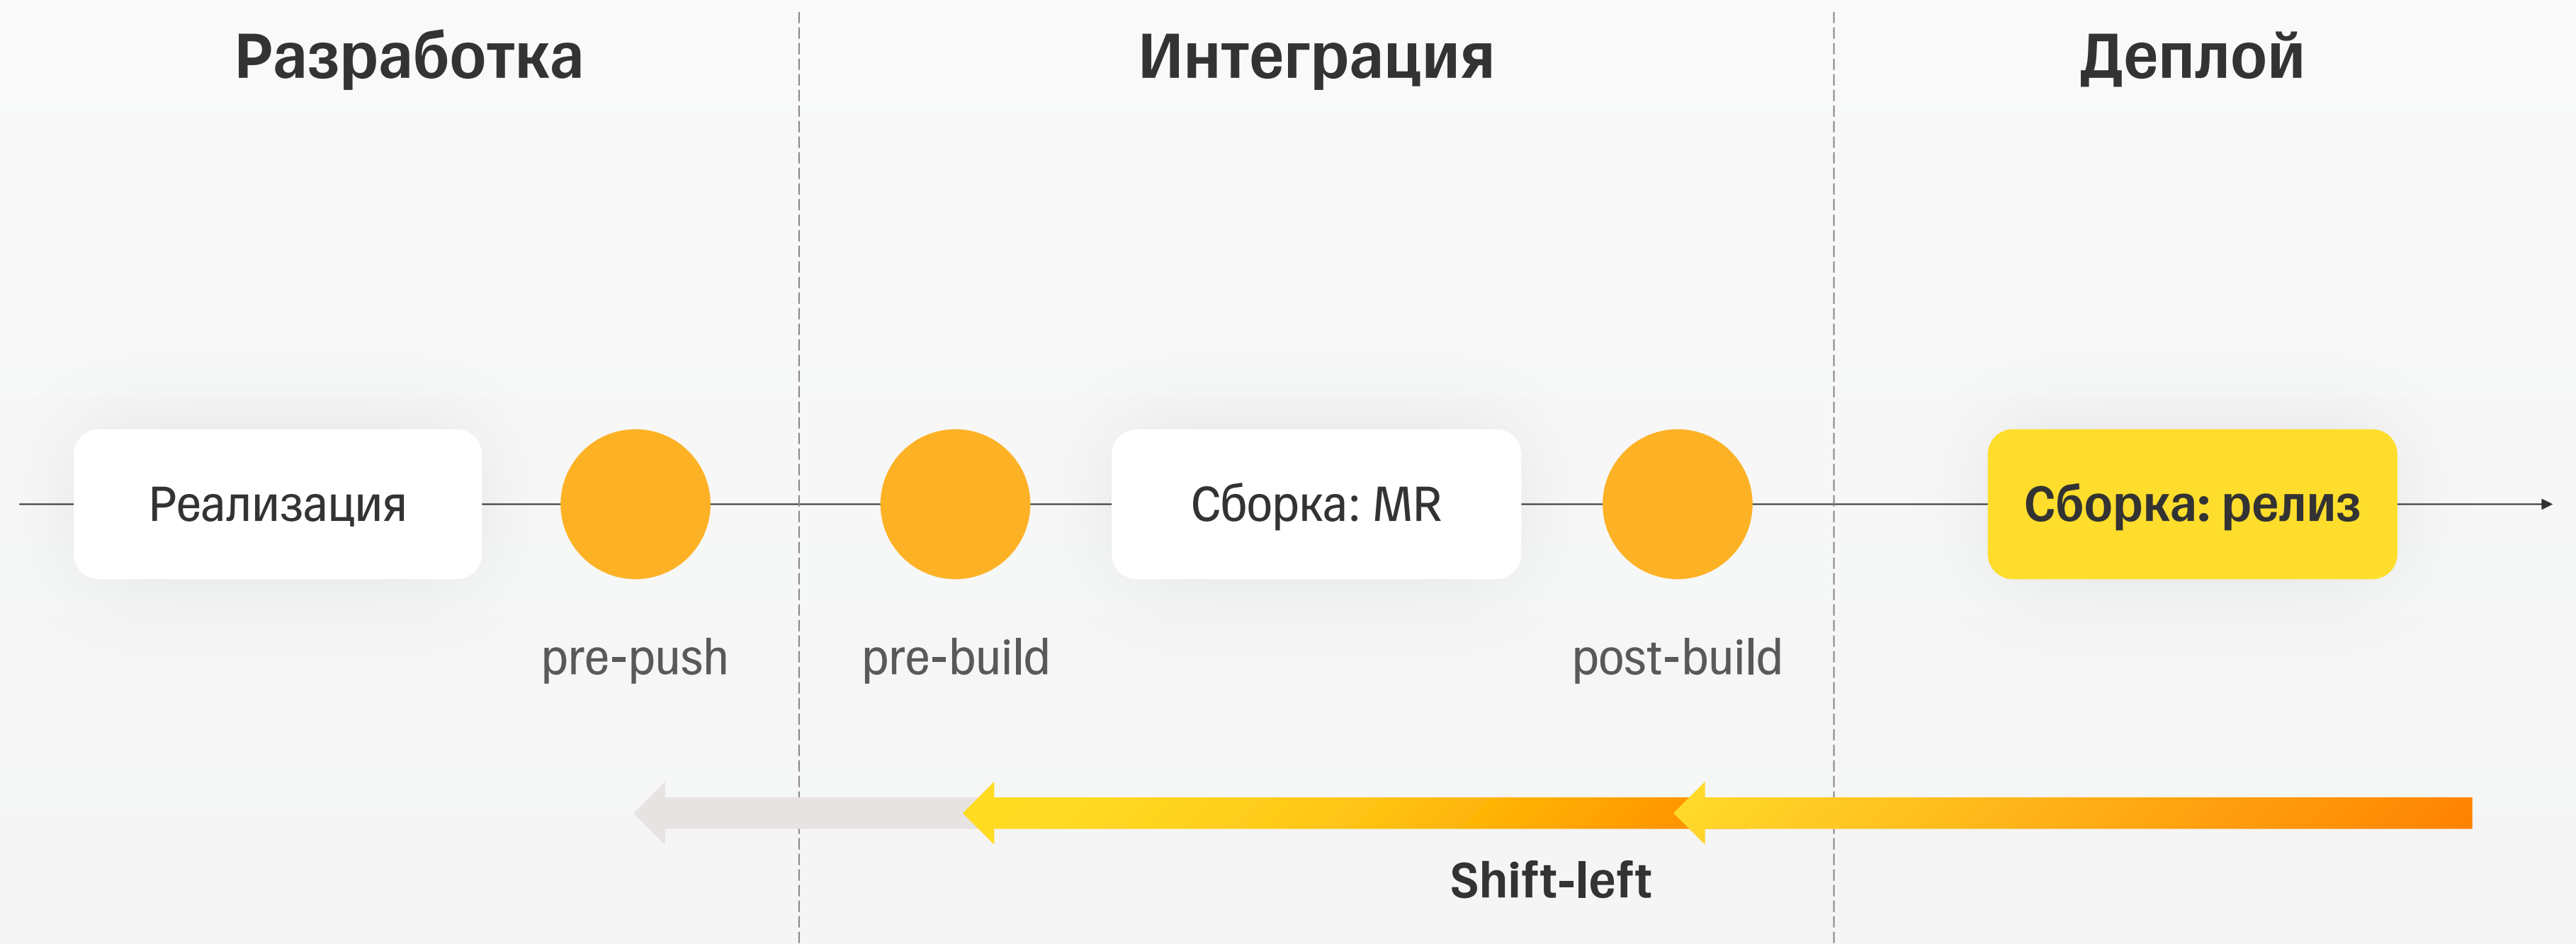 Разработка
Интеграция
Деплой
Реализация
Сборка: MR
Сборка: релиз
pre-push
pre-build
post-build
Shift-left